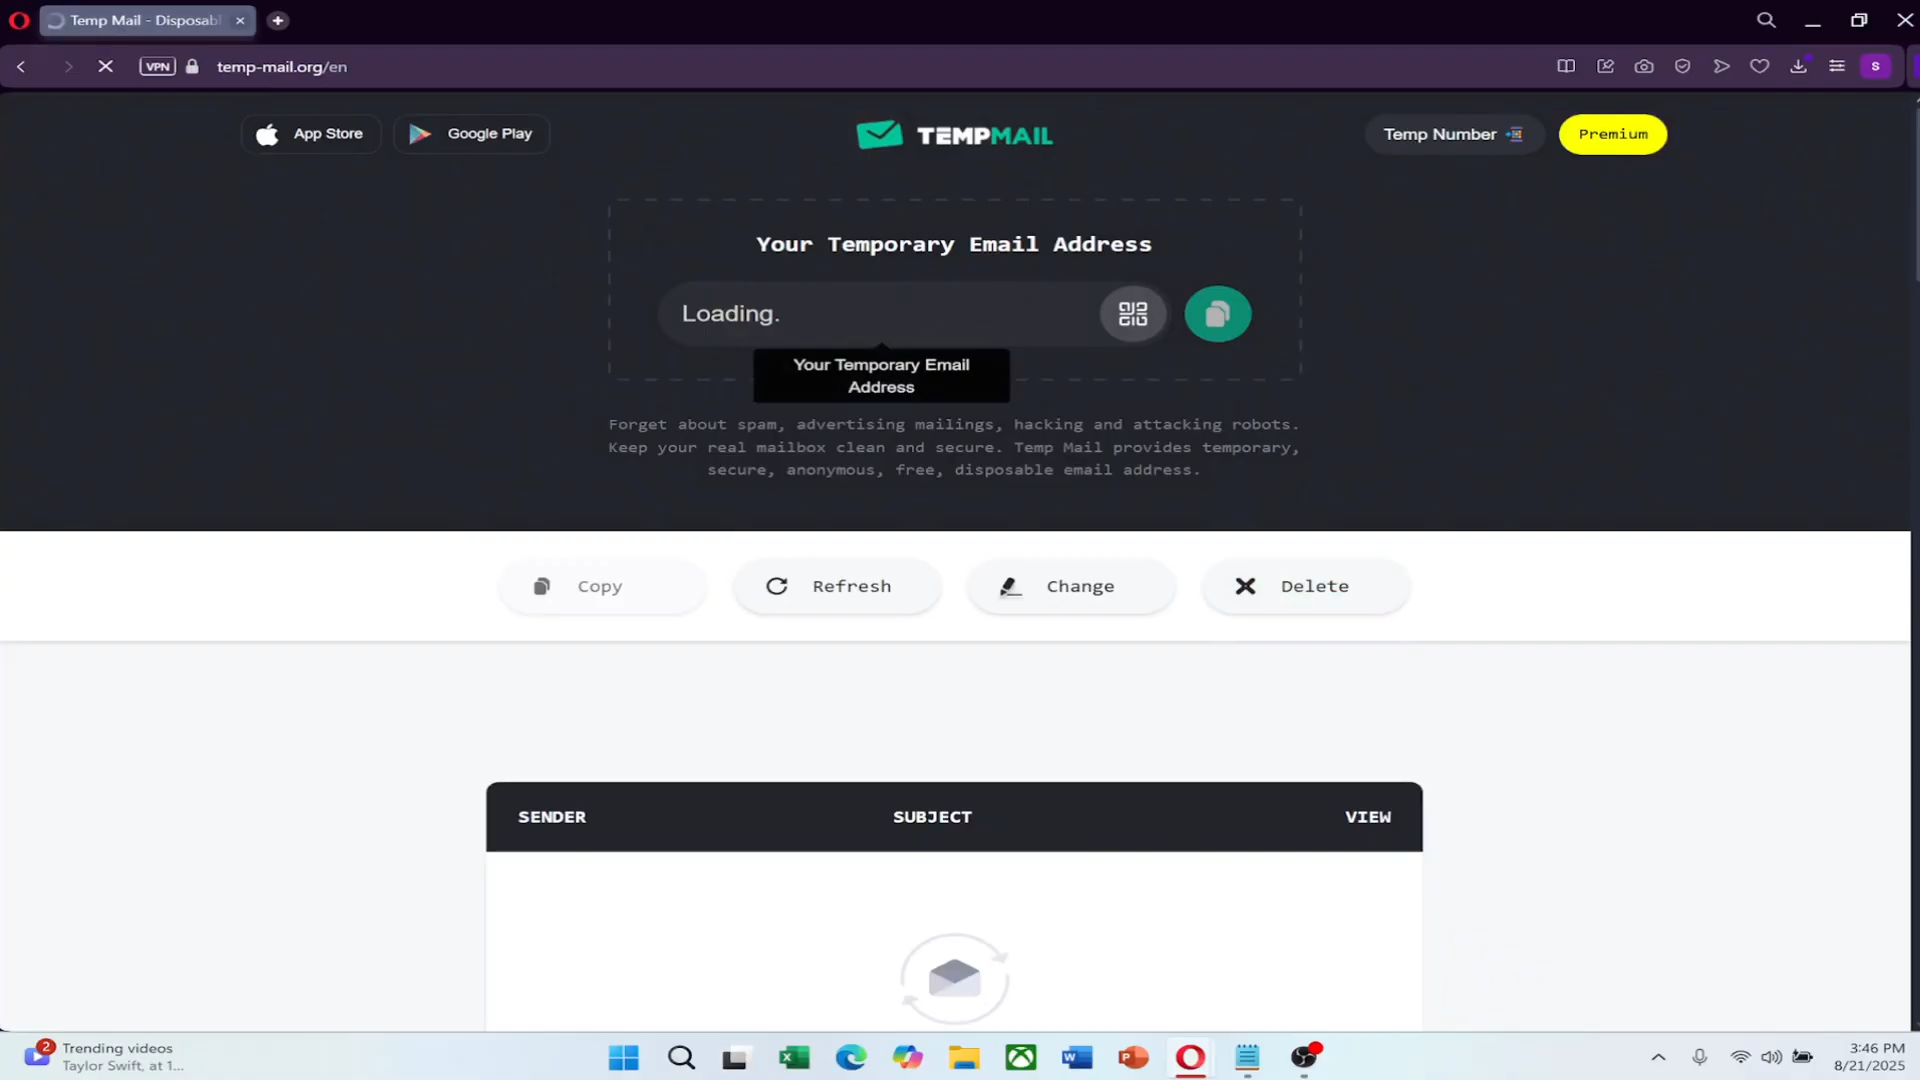 Temp Mail - Disposab
VPN
temp-mail.org/en
S
App Store
Google Play
TEMPMAIL
Temp Number
Premium
Your Temporary Email Address
Loading.
Your Temporary Email
Address
Forget about spam, advertising mailings, hacking and attacking robots.
Keep your real mailbox clean and secure. Temp Mail provides temporary,
secure, anonymous, free, disposable email address.
Copy
Refresh
Change
Delete
SENDER
SUBJECT
VIEW
2
Trending videos
Taylor Swift, at 1...
3:46 PM
8/21/2025